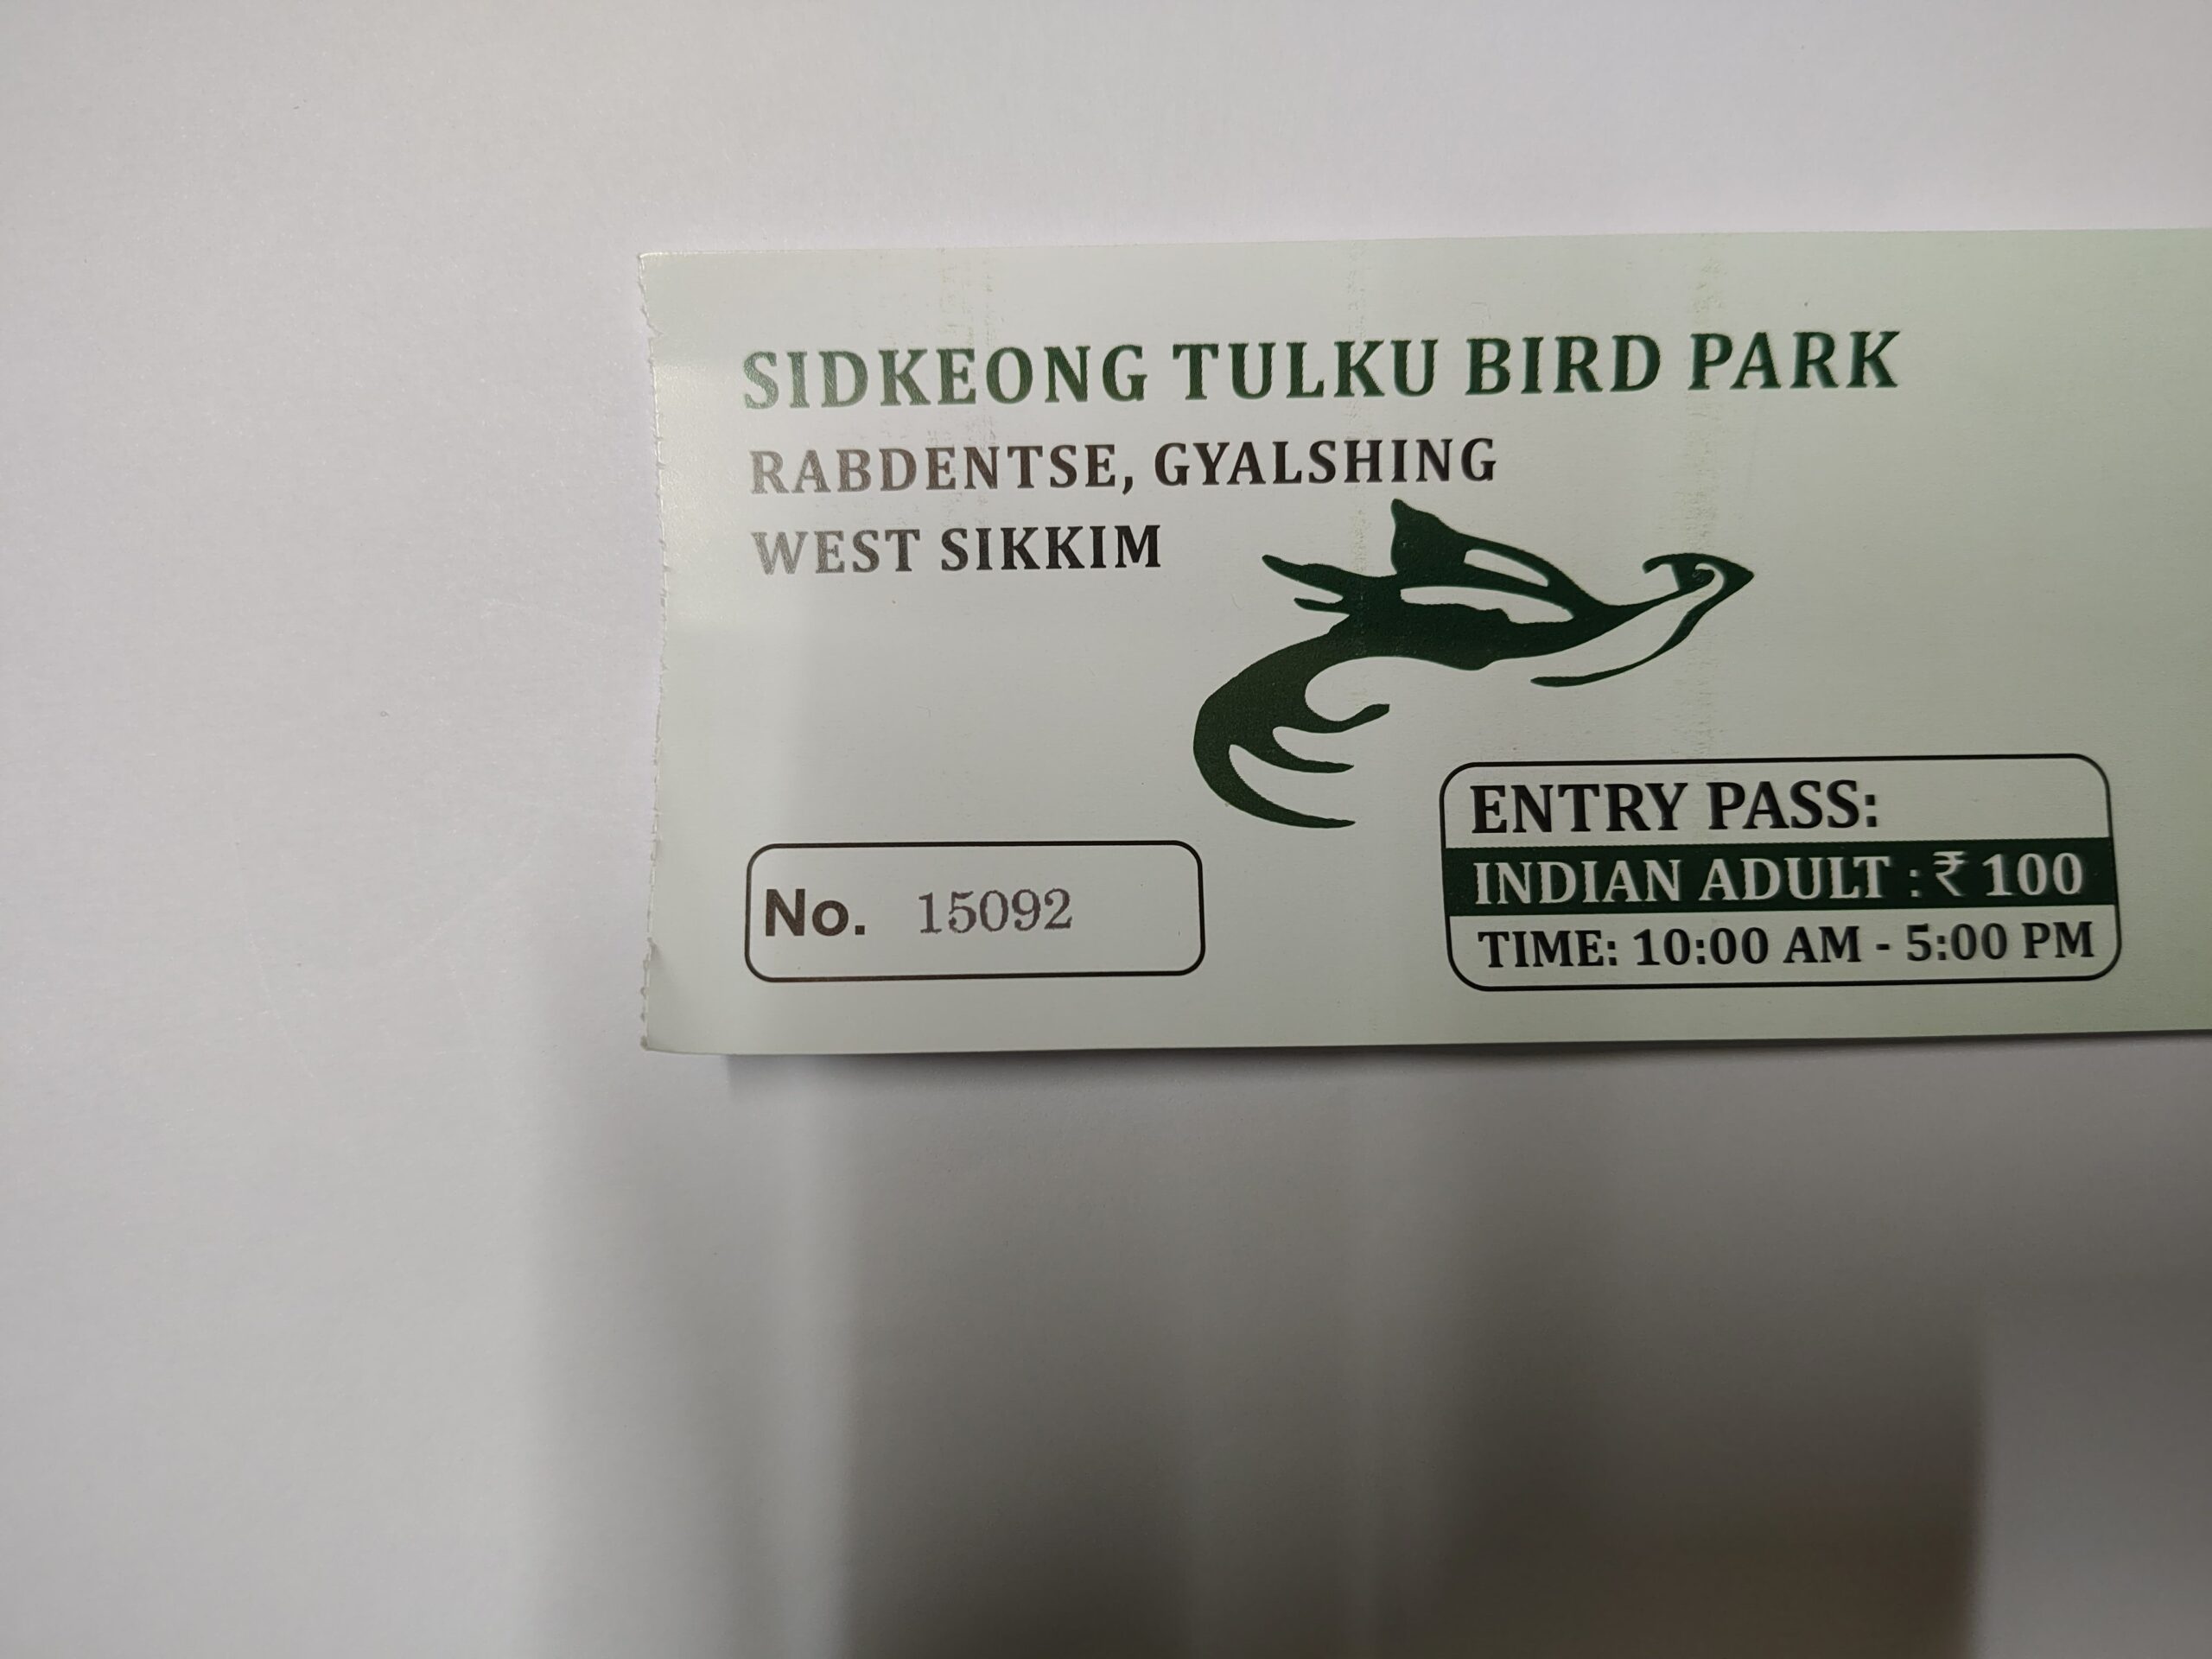 SIDKEONG TULKU BIRD PARK
RABDENTSE, GYALSHING
WEST SIKKIM
No. 15092
ENTRY PASS:
INDIAN ADULT : ₹ 100
TIME: 10:00 AM - 5:00 PM